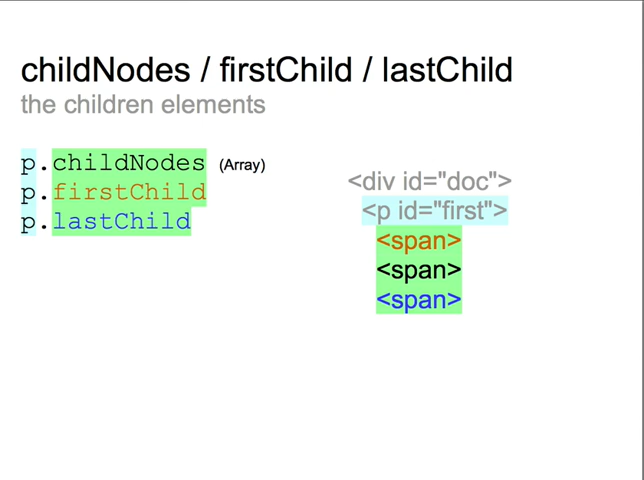 childNodes / firstChild / lastChild
the children elements
p.childNodes (Array)
p.firstChild
p.lastChild
<div id="doc">
<p id="first">
<span>
<span>
<span>